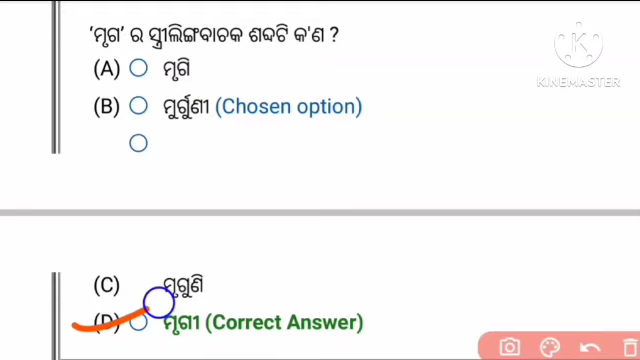 'ମୃଗ' ର ସ୍ତ୍ରୀଲିଙ୍ଗବାଚକ ଶବ୍ଦଟି କ'ଣ ?
(A) ମୃଗି
(B) ମୁର୍ଗୁଣୀ (Chosen option)
(C) ମୃଗୁଣି
(D) ମୃଗୀ (Correct Answer)
K
KINEMASTER